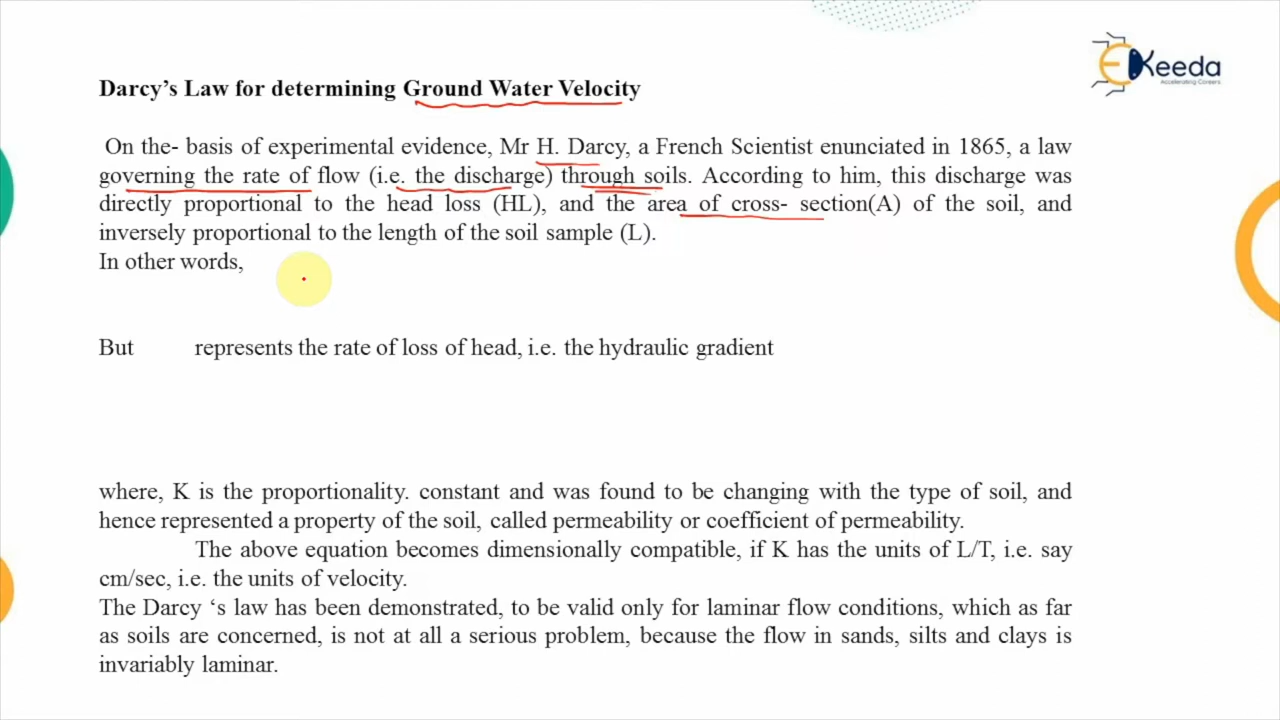 Keeda
Accelerating Careers
Darcy's Law for determining Ground Water Velocity
On the- basis of experimental evidence, Mr H. Darcy, a French Scientist enunciated in 1865, a law
governing the rate of flow (i.e. the discharge) through soils. According to him, this discharge was
directly proportional to the head loss (HL), and the area of cross- section(A) of the soil, and
inversely proportional to the length of the soil sample (L).
In other words,
But represents the rate of loss of head, i.e. the hydraulic gradient
where, K is the proportionality. constant and was found to be changing with the type of soil, and
hence represented a property of the soil, called permeability or coefficient of permeability.
The above equation becomes dimensionally compatible, if K has the units of L/T, i.e. say
cm/sec, i.e. the units of velocity.
The Darcy ‘s law has been demonstrated, to be valid only for laminar flow conditions, which as far
as soils are concerned, is not at all a serious problem, because the flow in sands, silts and clays is
invariably laminar.